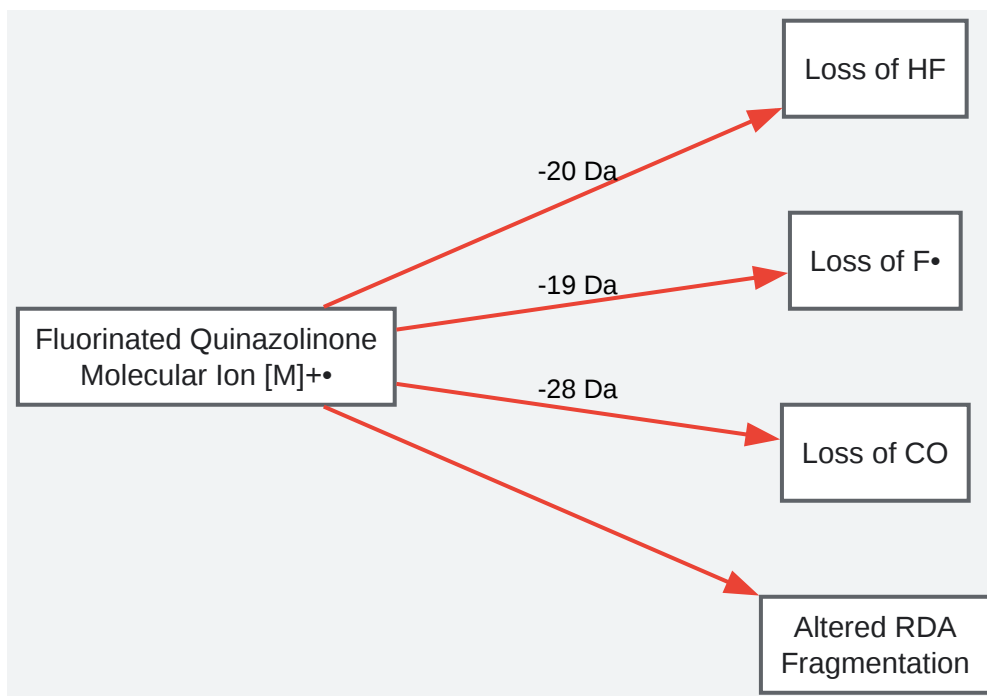 Loss of HF
-20 Da
Loss of F•
-19 Da
Fluorinated Quinazolinone
Molecular Ion [M]+•
-28 Da
Loss of CO
Altered RDA
Fragmentation